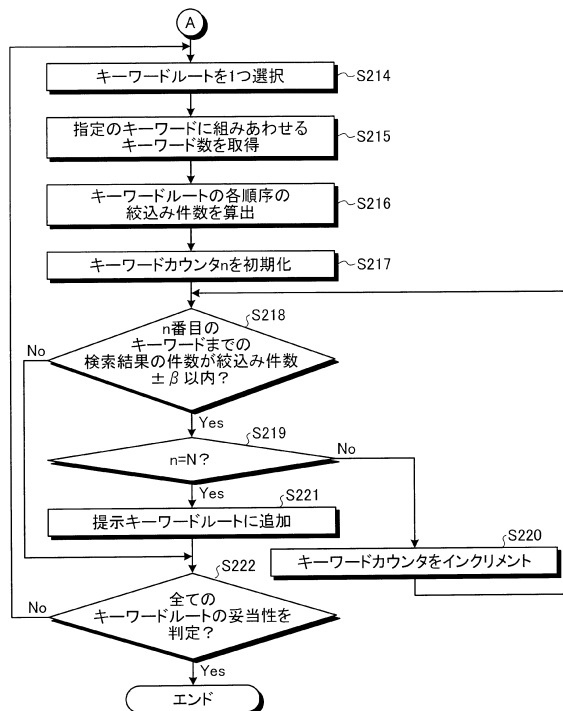 A
キーワードルートを1つ選択
S214
指定のキーワードに組みあわせる
キーワード数を取得
S215
キーワードルートの各順序の
絞込み件数を算出
S216
キーワードカウンタnを初期化
S217
S218
n番目の
キーワードまでの
検索結果の件数が絞込み件数
±β以内?
No
Yes
S219
n=N?
No
Yes
S221
提示キーワードルートに追加
S220
キーワードカウンタをインクリメント
S222
全ての
キーワードルートの妥当性を
判定?
No
Yes
エンド